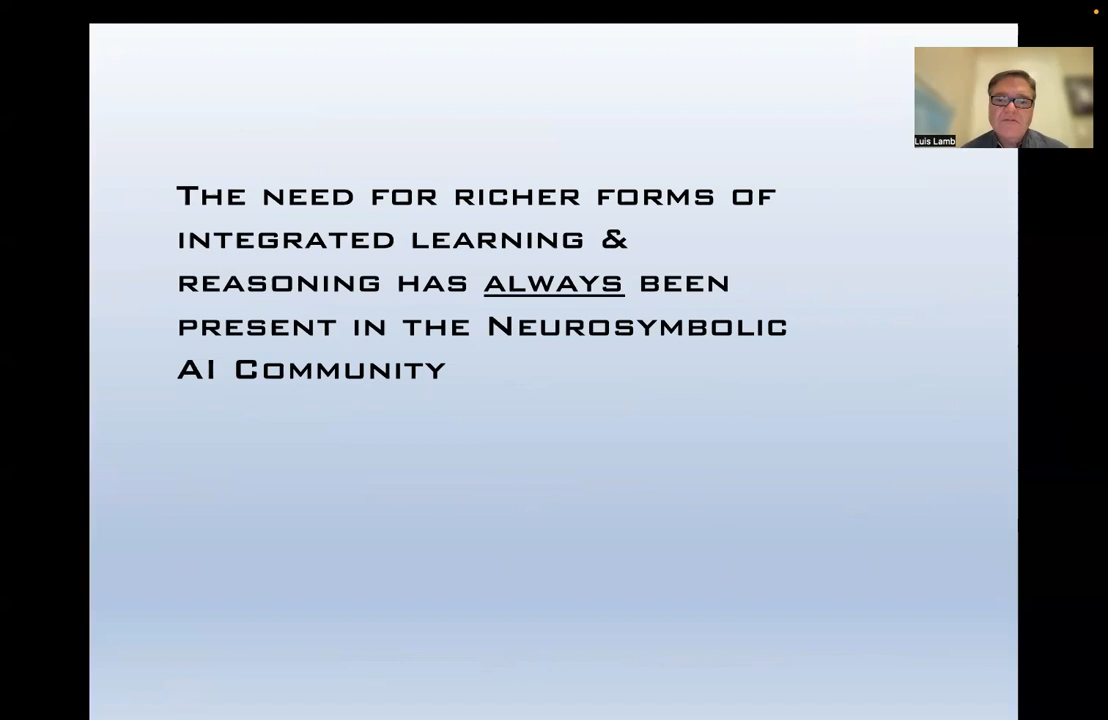 The need for richer forms of
integrated learning &
reasoning has always been
present in the Neurosymbolic
AI Community
Luis Lamb